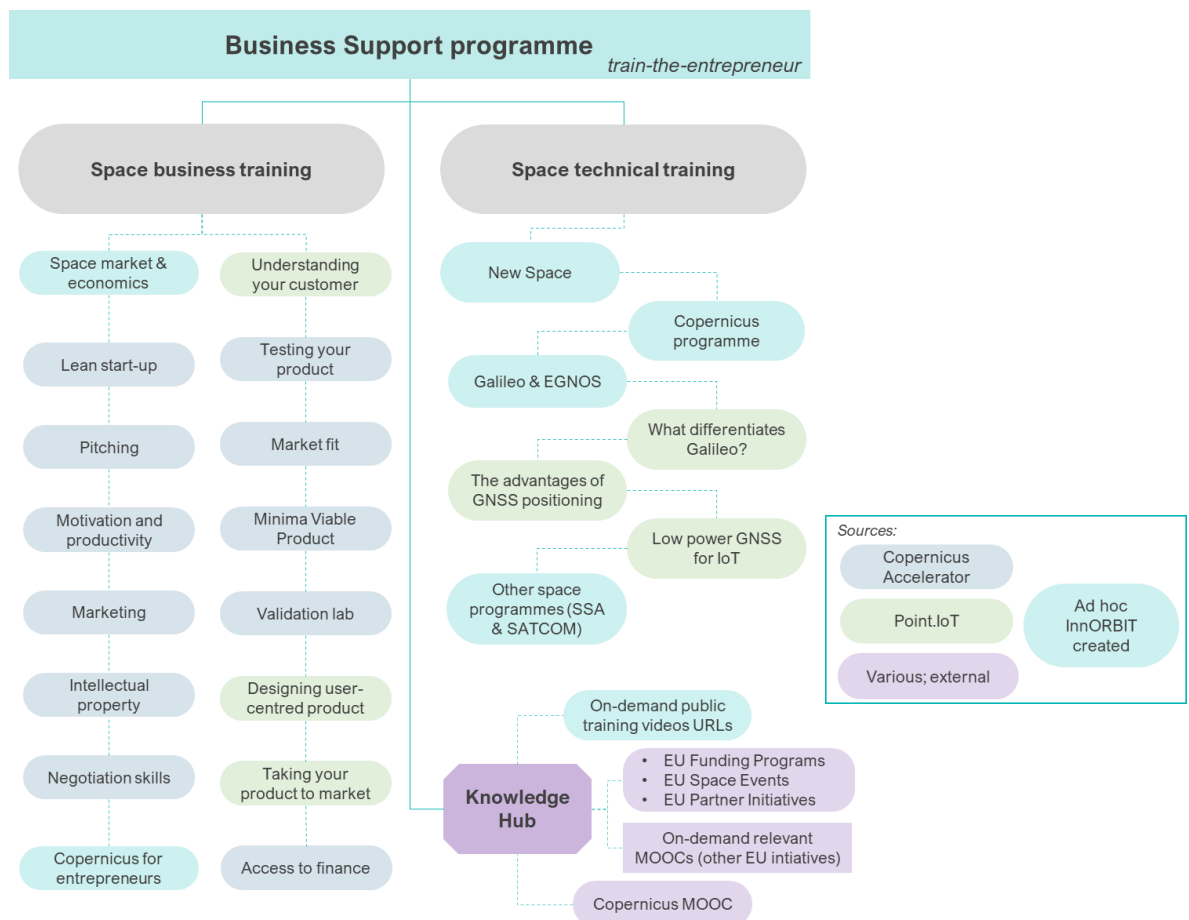 Business Support programme
train-the-entrepreneur
Space business training
Space technical training
Space market &
economics
Lean start-up
Pitching
Motivation and
productivity
Marketing
Intellectual
property
Negotiation skills
Copernicus for
entrepreneurs
Understanding
your customer
Testing your
product
Market fit
Minima Viable
Product
Validation lab
Designing user-
centred product
Taking your
product to market
Access to finance
New Space
Copernicus
programme
Galileo & EGNOS
What differentiates
Galileo?
The advantages of
GNSS positioning
Low power GNSS
for IoT
Other space
programmes (SSA
& SATCOM)
Knowledge
Hub
On-demand public
training videos URLs
• EU Funding Programs
• EU Space Events
• EU Partner Initiatives
On-demand relevant
MOOCs (other EU intiatives)
Copernicus MOOC
Sources:
Copernicus
Accelerator
Point.IoT
Various; external
Ad hoc
InnORBIT
created